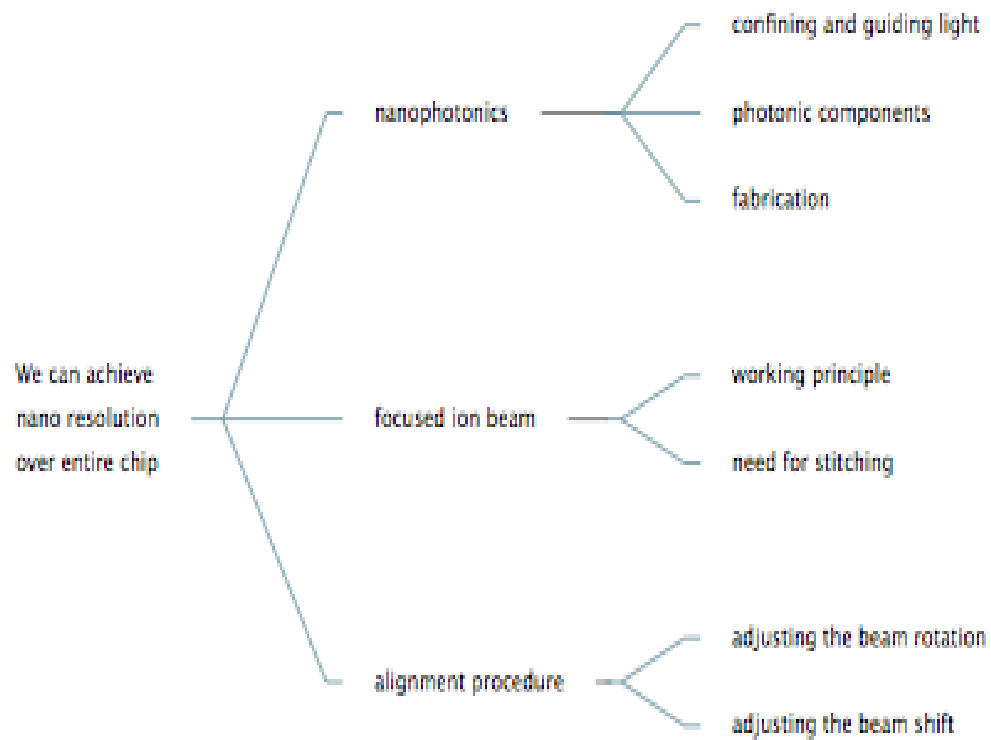 We can achieve
nano resolution
over entire chip
nanophotonics
confining and guiding light
photonic components
fabrication
focused ion beam
working principle
need for stitching
alignment procedure
adjusting the beam rotation
adjusting the beam shift